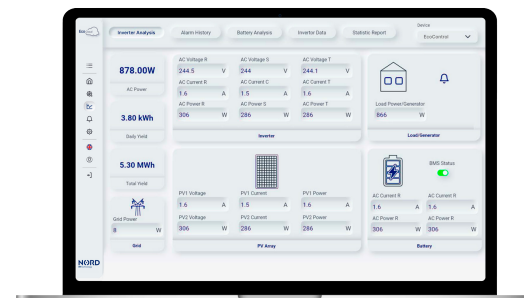 Device
Inverter Analysis
Alarm History
Battery Analysis
Invertor Data
Statistic Report
EcoControl
878.00W
AC Power
3.80 kWh
Daily Yield
5.30 MWh
Total Yield
Grid Power
8 W
Grid
AC Voltage R AC Voltage S AC Voltage T
244.5 V 244 V 244.1 V
AC Current R AC Current C AC Current T
1.6 A 1.5 A 1.6 A
AC Power R AC Power S AC Power T
306 W 286 W 286 W
Inverter
PV1 Voltage PV1 Current PV1 Power
1.6 A 1.5 A 1.6 A
PV2 Voltage PV2 Current PV2 Power
306 W 286 W 286 W
PV Array
Load Power/Generator
866 W
Load/Generator
BMS Status
AC Current R AC Current R
1.6 A 1.6 A
AC Power R AC Power R
306 W 306 W
Battery
NORD